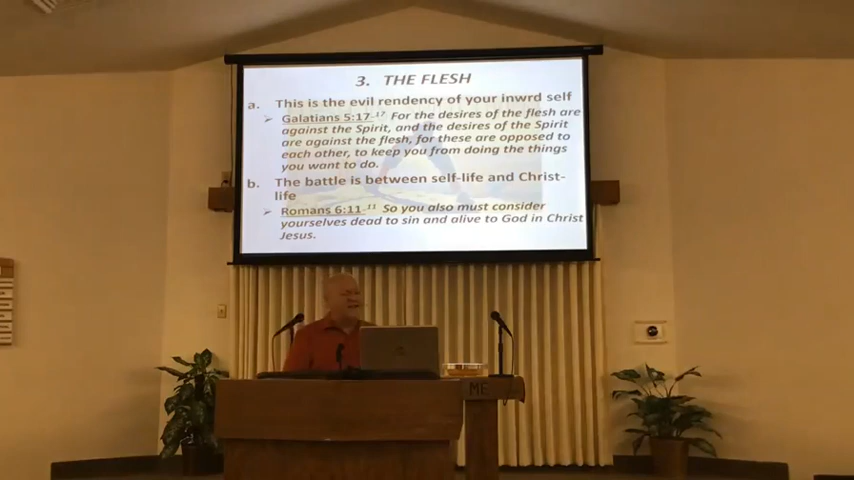 3. THE FLESH
a. This is the evil rendency of your inwrd self
➢ Galatians 5:17 17 For the desires of the flesh are
against the Spirit, and the desires of the Spirit
are against the flesh, for these are opposed to
each other, to keep you from doing the things
you want to do.
b. The battle is between self-life and Christ-
life
➢ Romans 6:11 11 So you also must consider
yourselves dead to sin and alive to God in Christ
Jesus.
ME